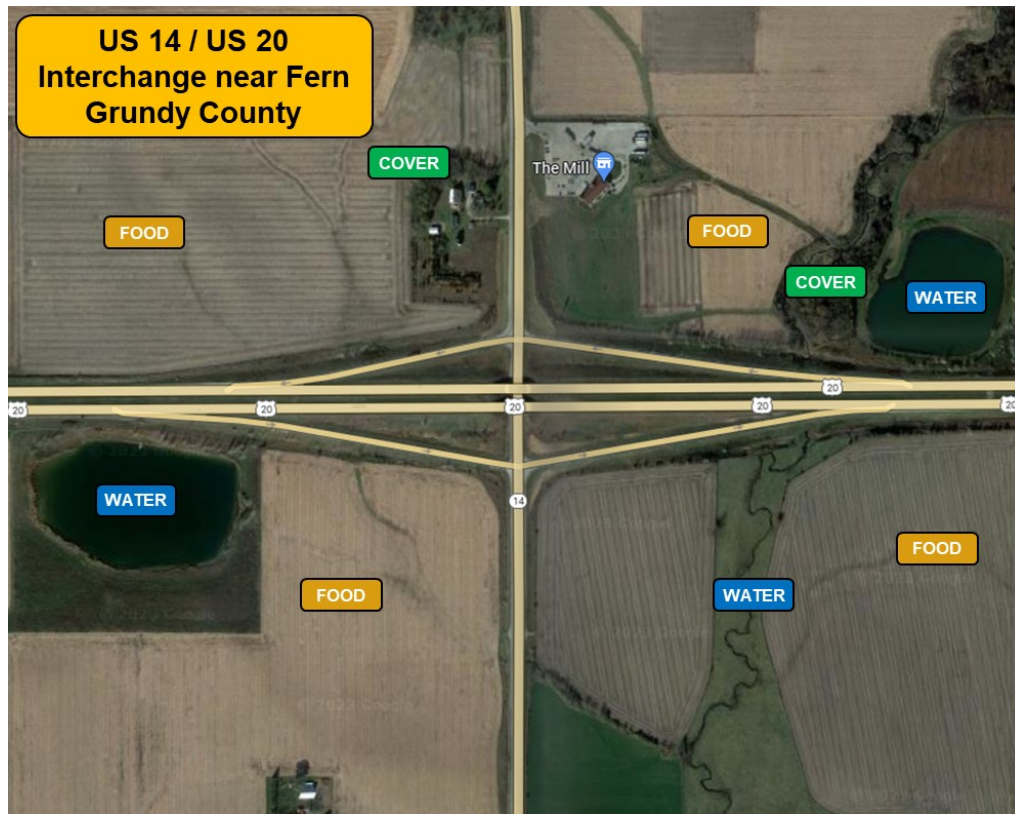 US 14 / US 20
Interchange near Fern
Grundy County
COVER
The Mill
FOOD
FOOD
COVER
WATER
20
20
20
20
20
20
WATER
14
FOOD
FOOD
WATER